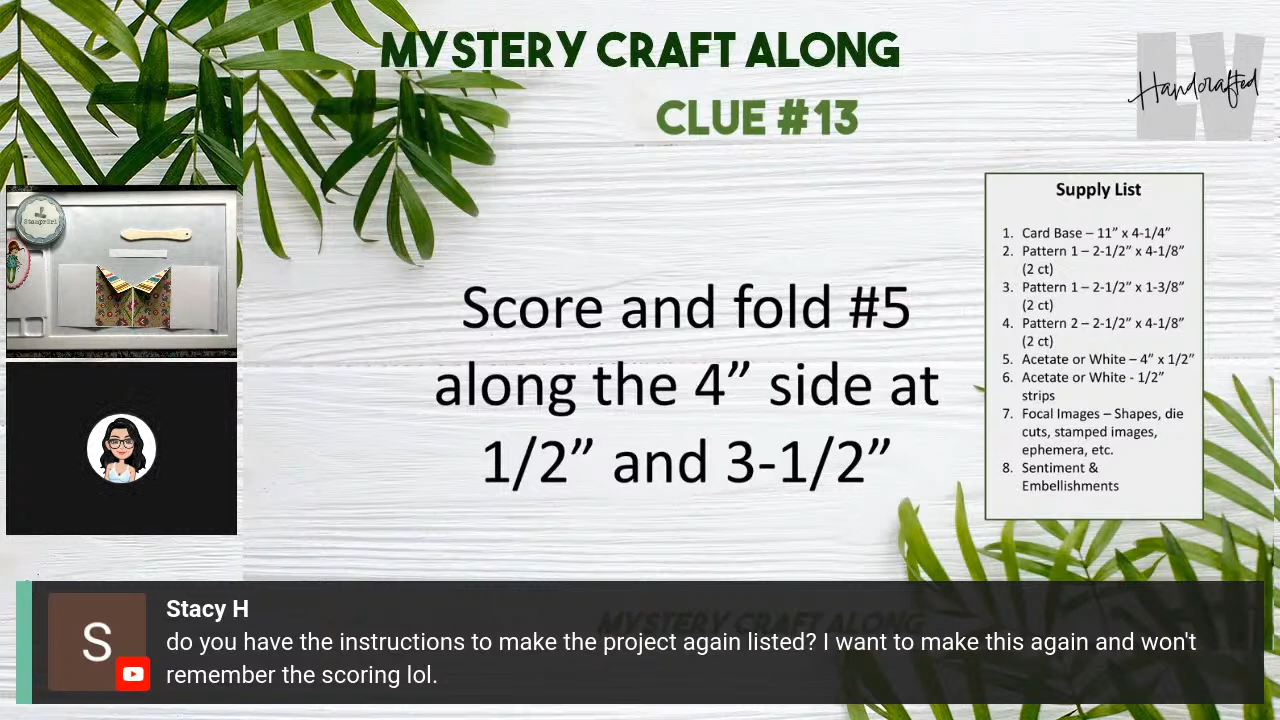 MYSTERY CRAFT ALONG
CLUE #13
Handcrafted
LV
Score and fold #5
along the 4” side at
1/2” and 3-1/2”
Supply List
1. Card Base – 11” x 4-1/4”
2. Pattern 1 – 2-1/2” x 4-1/8”
(2 ct)
3. Pattern 1 – 2-1/2” x 1-3/8”
(2 ct)
4. Pattern 2 – 2-1/2” x 4-1/8”
(2 ct)
5. Acetate or White – 4” x 1/2”
6. Acetate or White - 1/2”
strips
7. Focal Images – Shapes, die
cuts, stamped images,
ephemera, etc.
8. Sentiment &
Embellishments
MYSTERY CRAFT ALONG
S
Stacy H
do you have the instructions to make the project again listed? I want to make this again and won't
remember the scoring lol.